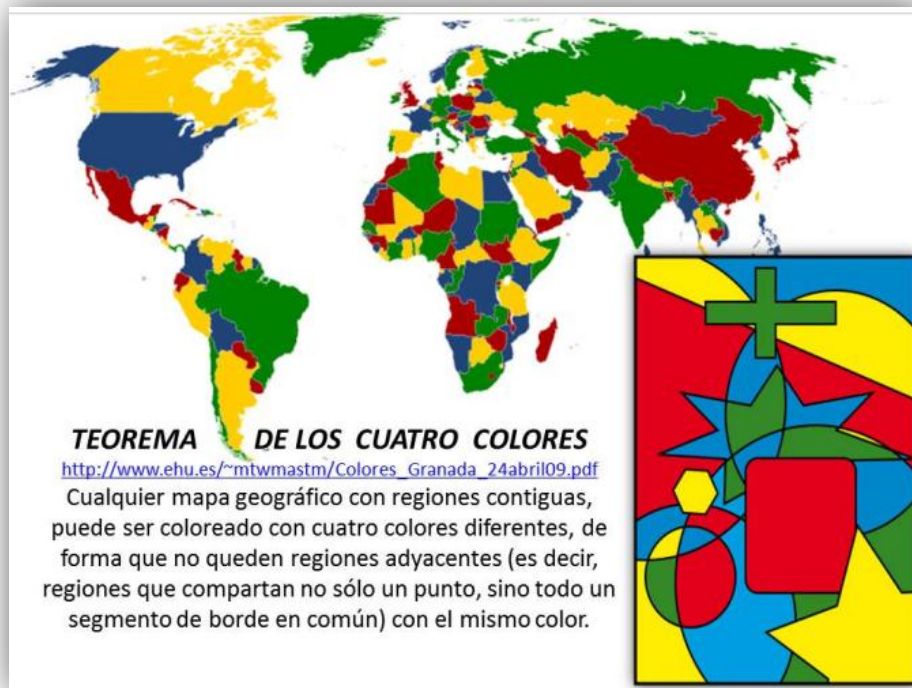 TEOREMA DE LOS CUATRO COLORES
http://www.ehu.es/~mtwmastm/Colores_Granada_24abril09.pdf
Cualquier mapa geográfico con regiones contiguas,
puede ser coloreado con cuatro colores diferentes, de
forma que no queden regiones adyacentes (es decir,
regiones que compartan no sólo un punto, sino todo un
segmento de borde en común) con el mismo color.